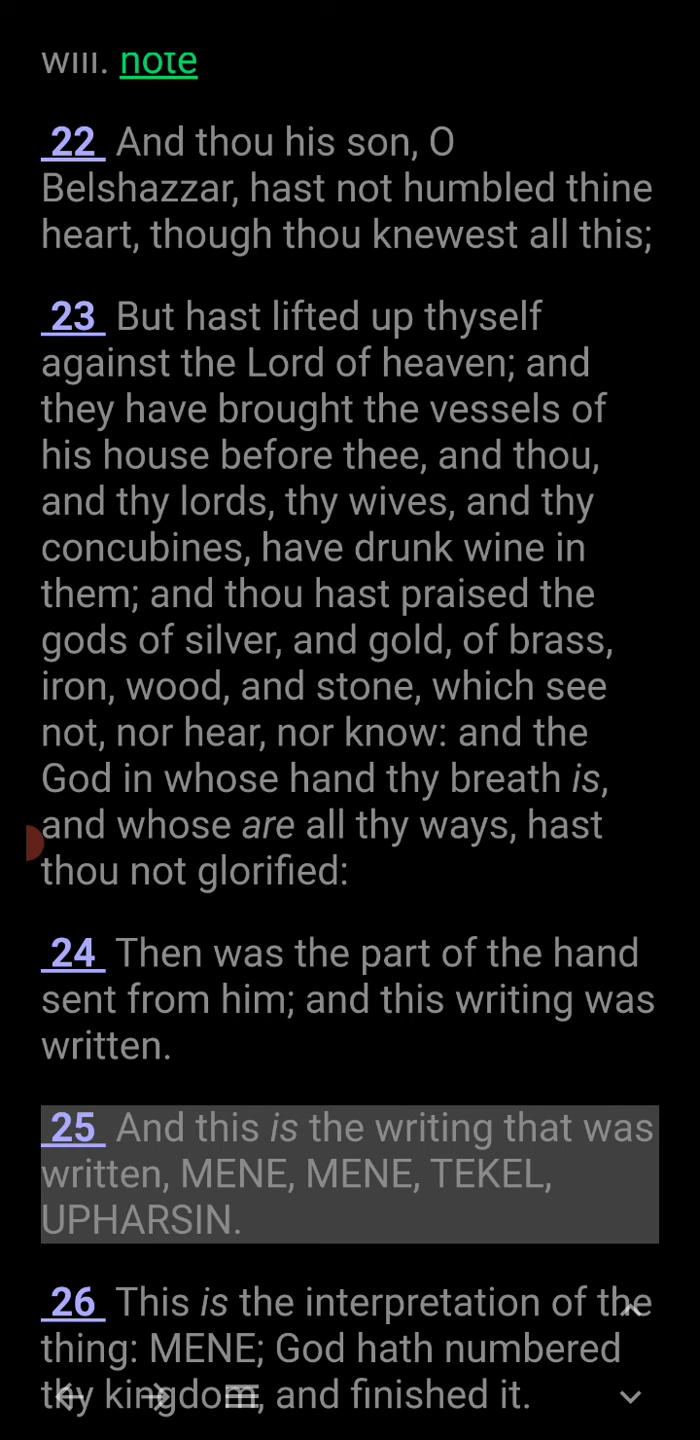 will. note
22 And thou his son, O
Belshazzar, hast not humbled thine
heart, though thou knewest all this;
23 But hast lifted up thyself
against the Lord of heaven; and
they have brought the vessels of
his house before thee, and thou,
and thy lords, thy wives, and thy
concubines, have drunk wine in
them; and thou hast praised the
gods of silver, and gold, of brass,
iron, wood, and stone, which see
not, nor hear, nor know: and the
God in whose hand thy breath is,
and whose are all thy ways, hast
thou not glorified:
24 Then was the part of the hand
sent from him; and this writing was
written.
25 And this is the writing that was
written, MENE, MENE, TEKEL,
UPHARSIN.
26 This is the interpretation of the
thing: MENE; God hath numbered
thy kingdom, and finished it.